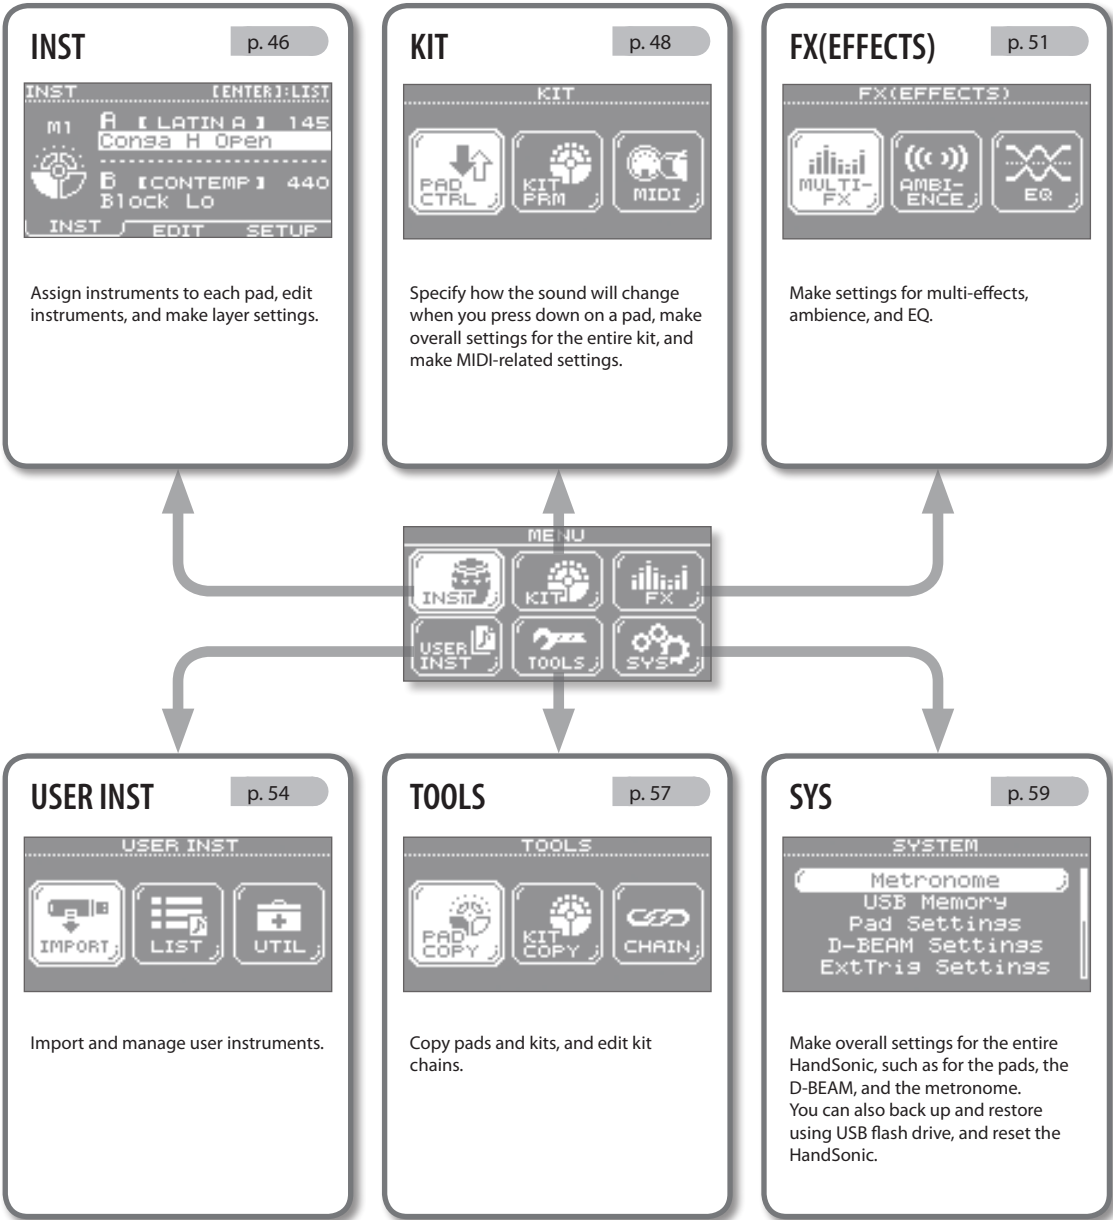 INST
p. 46
INST [ENTER]:LIST
M1
A [ LATIN A ] 145
Conga H Open
B [CONTEMP] 440
Block Lo
INST EDIT SETUP
Assign instruments to each pad, edit
instruments, and make layer settings.
KIT
p. 48
KIT
PAD
CTRL
KIT
PRM
MIDI
Specify how the sound will change
when you press down on a pad, make
overall settings for the entire kit, and
make MIDI-related settings.
FX(EFFECTS)
p. 51
FX(EFFECTS)
MULTI-
FX
AMBI-
ENCE
EQ
Make settings for multi-effects,
ambience, and EQ.
MENU
INST
KIT
FX
USER
INST
TOOLS
SYS
USER INST
p. 54
USER INST
IMPORT
LIST
UTIL
Import and manage user instruments.
TOOLS
p. 57
TOOLS
PAD
COPY
KIT
COPY
CHAIN
Copy pads and kits, and edit kit
chains.
SYS
p. 59
SYSTEM
Metronome
USB Memory
Pad Settings
D-BEAM Settings
ExtTrig Settings
Make overall settings for the entire
HandSonic, such as for the pads, the
D-BEAM, and the metronome.
You can also back up and restore
using USB flash drive, and reset the
HandSonic.